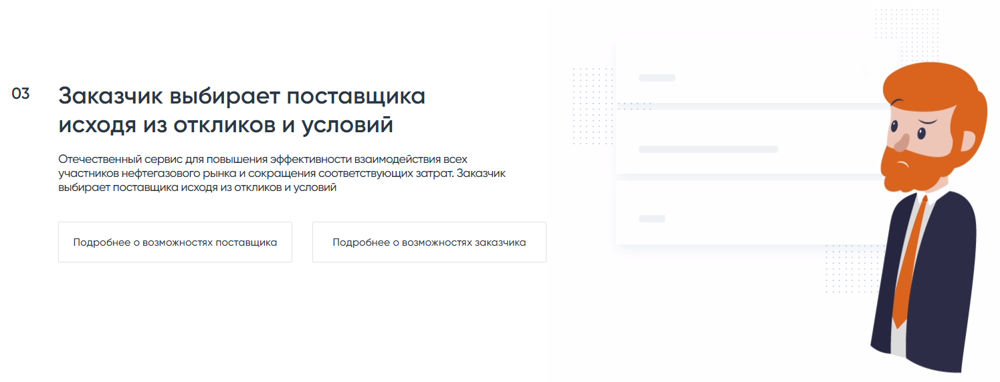 03
Заказчик выбирает поставщика
исходя из откликов и условий
Отечественный сервис для повышения эффективности взаимодействия всех
участников нефтегазового рынка и сокращения соответствующих затрат. Заказчик
выбирает поставщика исходя из откликов и условий
Подробнее о возможностях поставщика
Подробнее о возможностях заказчика